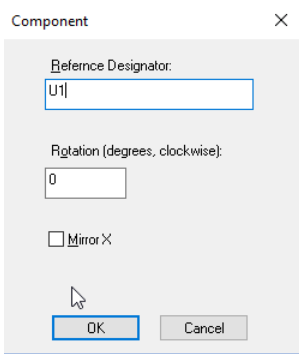 Component
Refernce Designator:
U1
Rotation (degrees, clockwise):
0
Mirror X
OK
Cancel